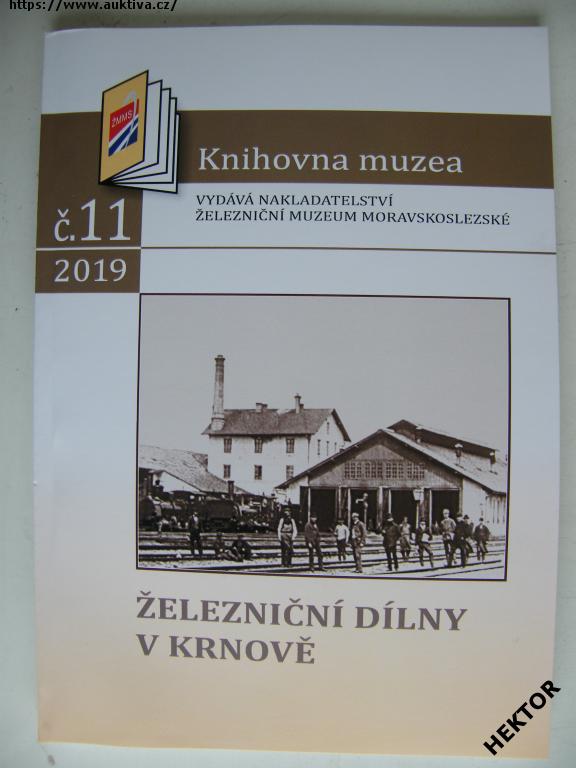 https://www.auktiva.cz/
ŽMMS
Knihovna muzea
VYDÁVÁ NAKLADATELSTVÍ
ŽELEZNIČNÍ MUZEUM MORAVSKOSLEZSKÉ
č.11
2019
ŽELEZNIČNÍ DÍLNY
V KRNOVĚ
HEKTOR